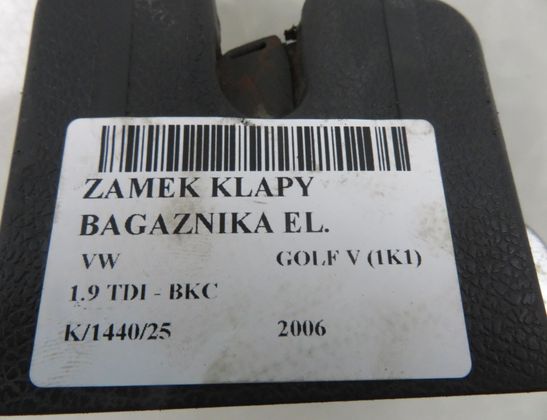 ZAMEK KLAPY
BAGAZNIKA EL.
VW GOLF V (1K1)
1.9 TDI - BKC
K/1440/25 2006